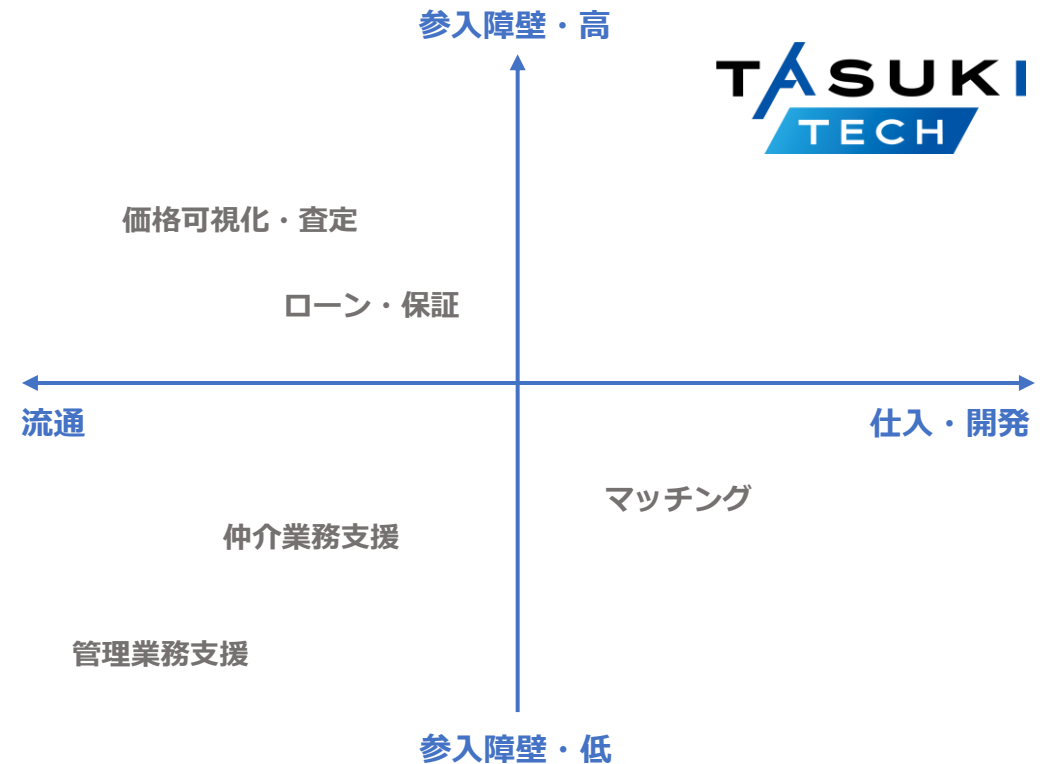 参入障壁・高
TASUKI
TECH
価格可視化・査定
ローン・保証
流通
仕入・開発
マッチング
仲介業務支援
管理業務支援
参入障壁・低